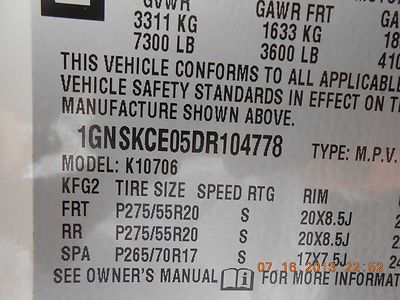 GVWR GAWR FRT GAWR
3311 KG 1633 KG
7300 LB 3600 LB
THIS VEHICLE CONFORMS TO ALL APPLICABLE
VEHICLE SAFETY STANDARDS IN EFFECT ON
MANUFACTURE SHOWN ABOVE.
1GNSKCE05DR104778 TYPE: M.P.V.
MODEL: K10706
KFG2 TIRE SIZE SPEED RTG RIM
FRT P275/55R20 S 20X8.5J
RR P275/55R20 S 20X8.5J
SPA P265/70R17 S 17X7.5J
SEE OWNER'S MANUAL FOR MORE
07 16 2013 22:52